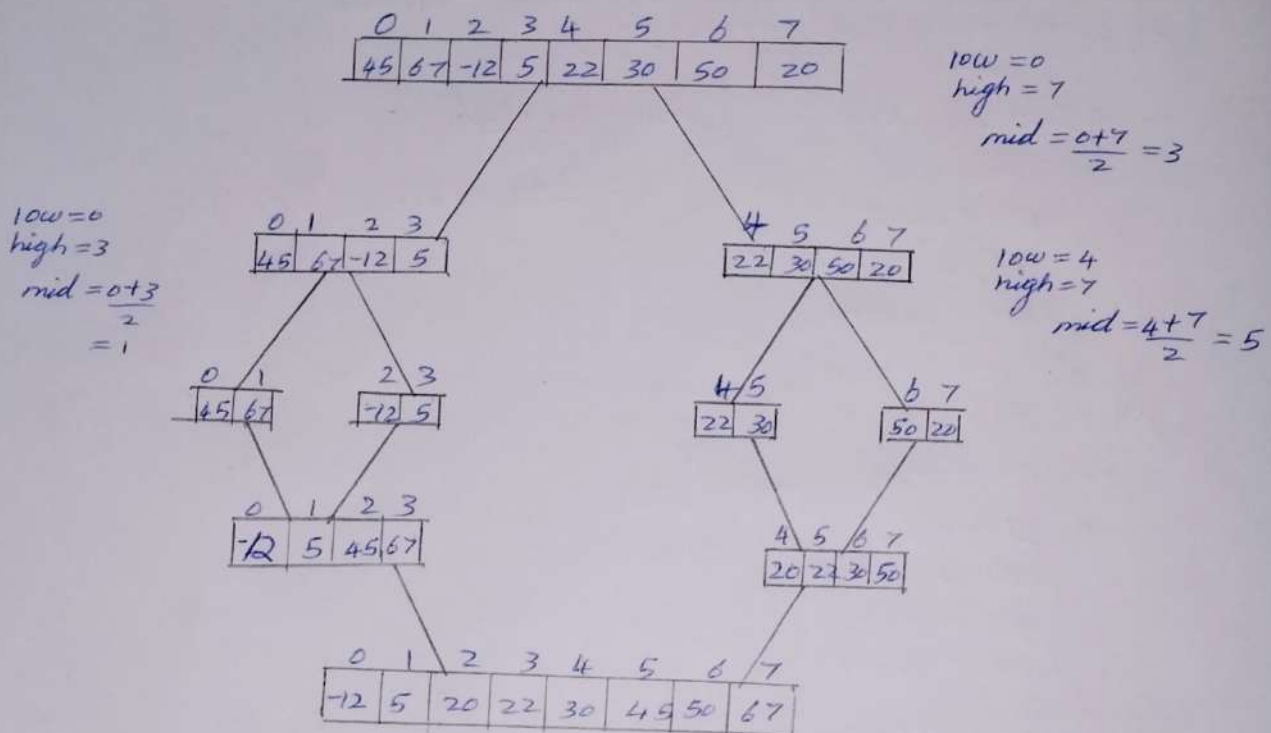 0 1 2 3 4 5 6 7
45 67 -12 5 22 30 50 20
low = 0
high = 7
mid = 0+7/2 = 3
low = 0
high = 3
mid = 0+3/2
= 1
0 1 2 3
45 67 -12 5
4 5 6 7
22 30 50 20
low = 4
high = 7
mid = 4+7/2 = 5
0 1
45 67
2 3
-12 5
4 5
22 30
6 7
50 20
0 1 2 3
-12 5 45 67
4 5 6 7
20 22 30 50
0 1 2 3 4 5 6 7
-12 5 20 22 30 45 50 67